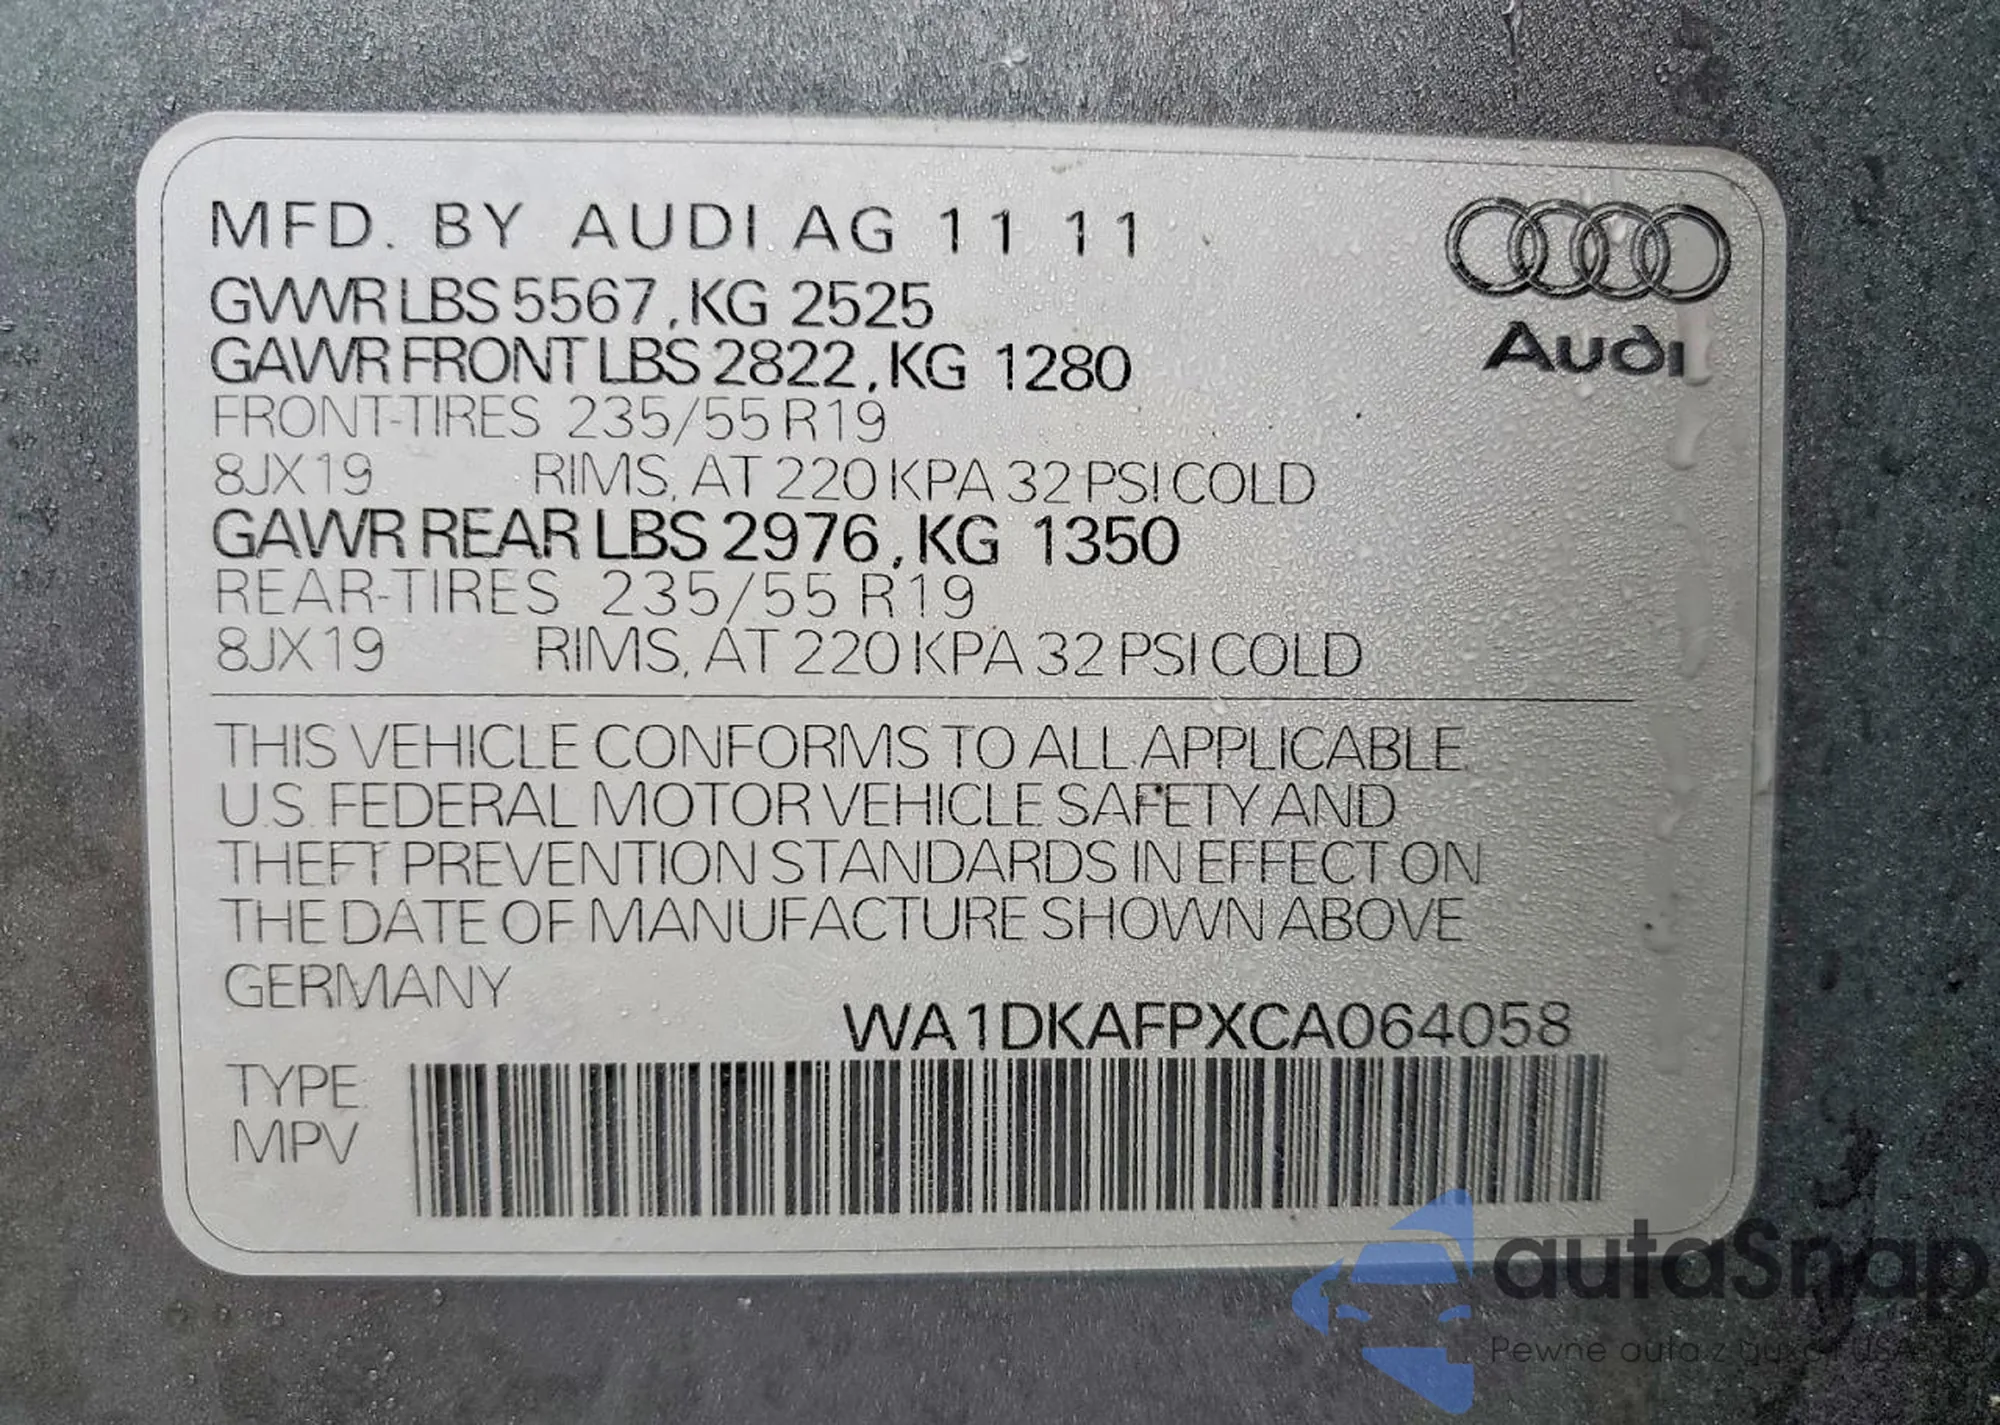 MFD. BY AUDI AG 11 11
GVWR LBS 5567, KG 2525
GAWR FRONT LBS 2822, KG 1280
FRONT-TIRES 235/55 R19
8JX19 RIMS, AT 220 KPA 32 PSI COLD
GAWR REAR LBS 2976, KG 1350
REAR-TIRES 235/55 R19
8JX19 RIMS, AT 220 KPA 32 PSI COLD
Audi
THIS VEHICLE CONFORMS TO ALL APPLICABLE
U.S. FEDERAL MOTOR VEHICLE SAFETY AND
THEFT PREVENTION STANDARDS IN EFFECT ON
THE DATE OF MANUFACTURE SHOWN ABOVE
GERMANY
WA1DKAFPXCA064058
TYPE:
MPV
autaSnap
Pewne auta z USA